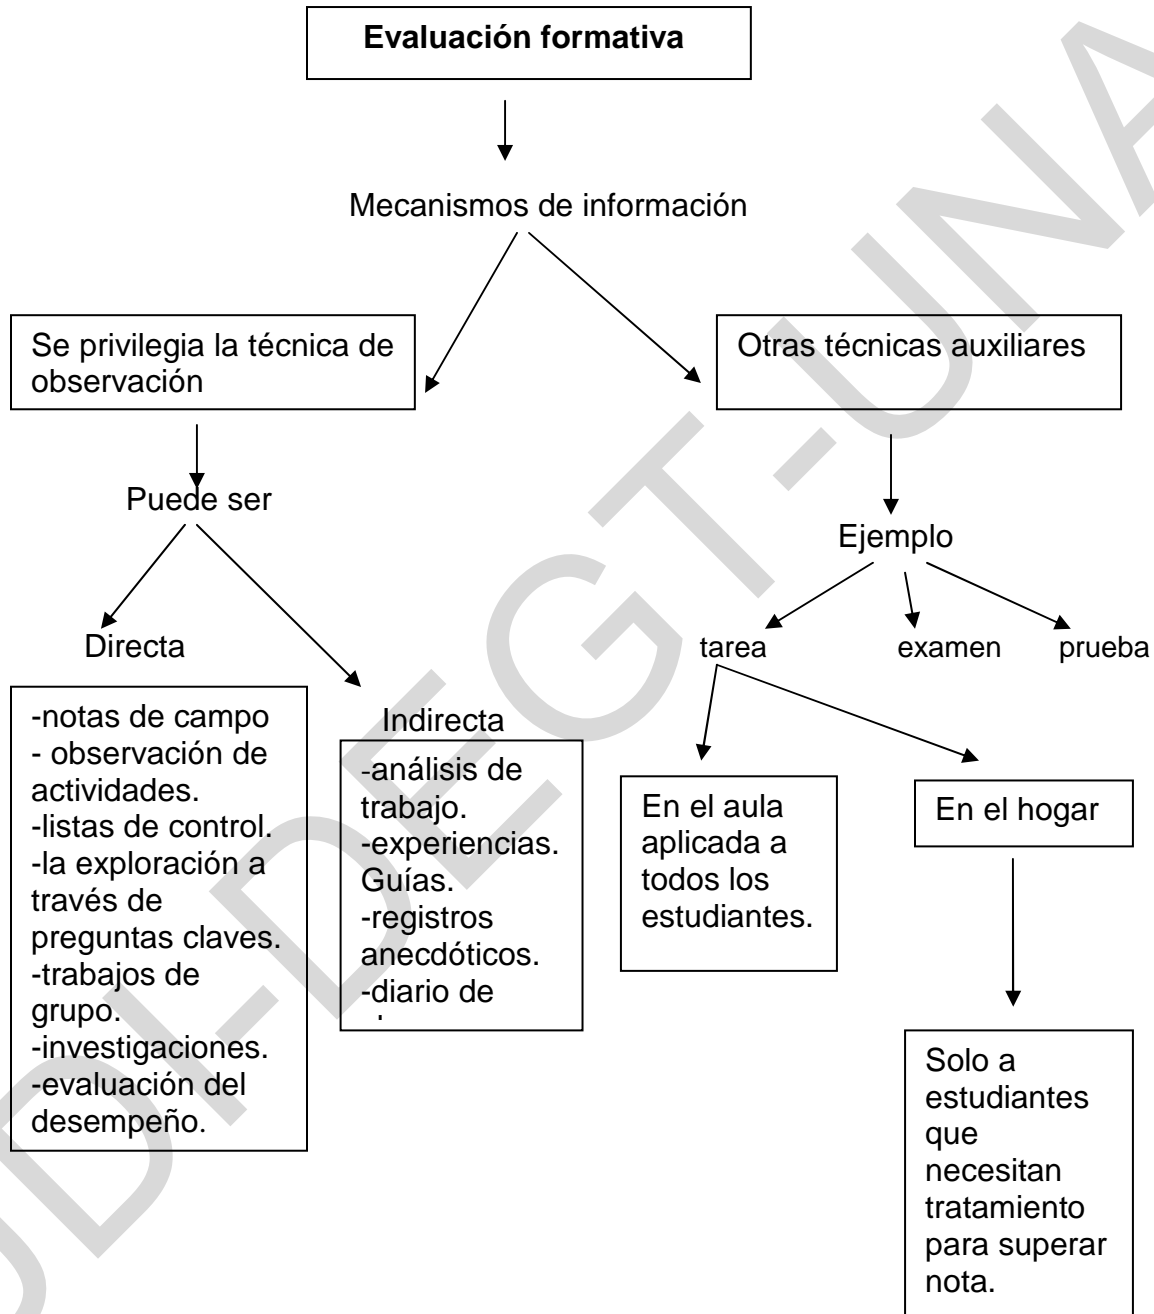 Evaluación formativa
Mecanismos de información
Se privilegia la técnica de
observación
Otras técnicas auxiliares
Puede ser
Ejemplo
Directa
tarea
examen
prueba
-notas de campo
- observación de
actividades.
-listas de control.
-la exploración a
través de
preguntas claves.
-trabajos de
grupo.
-investigaciones.
-evaluación del
desempeño.
Indirecta
-análisis de
trabajo.
-experiencias.
Guías.
-registros
anecdóticos.
-diario de
En el aula
aplicada a
todos los
estudiantes.
En el hogar
Solo a
estudiantes
que
necesitan
tratamiento
para superar
nota.
UDI-DEGT-UNA